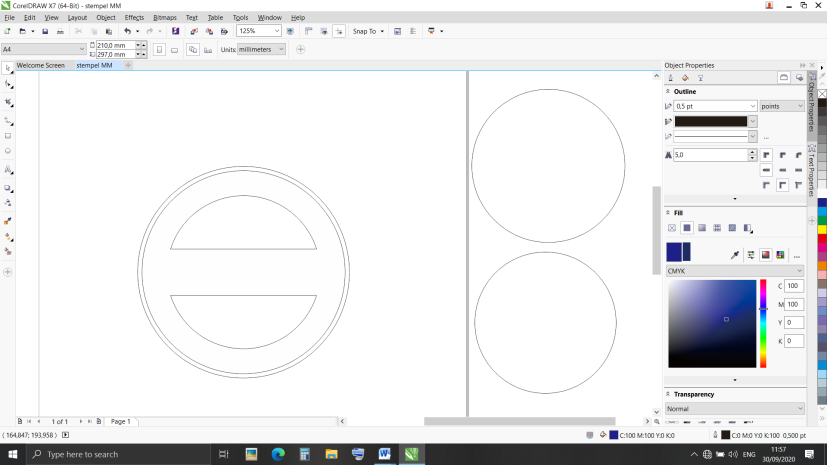 CorelDRAW X7 (64-Bit) - stempel MM
File Edit View Layout Object Effects Bitmaps Text Table Tools Window Help
125% Snap To
A4 210,0 mm 297,0 mm Units: millimeters
Welcome Screen stempel MM
Object Properties
Outline
0,5 pt points
...
5,0
Fill
...
CMYK
C 100
M 100
Y 0
K 0
Transparency
Normal
Object Properties
Text Properties
1 of 1 Page 1
( 164,847; 193,958 ) C:100 M:100 Y:0 K:0 C:0 M:0 Y:0 K:100 0,500 pt
Type here to search
ENG
11:57
30/09/2020